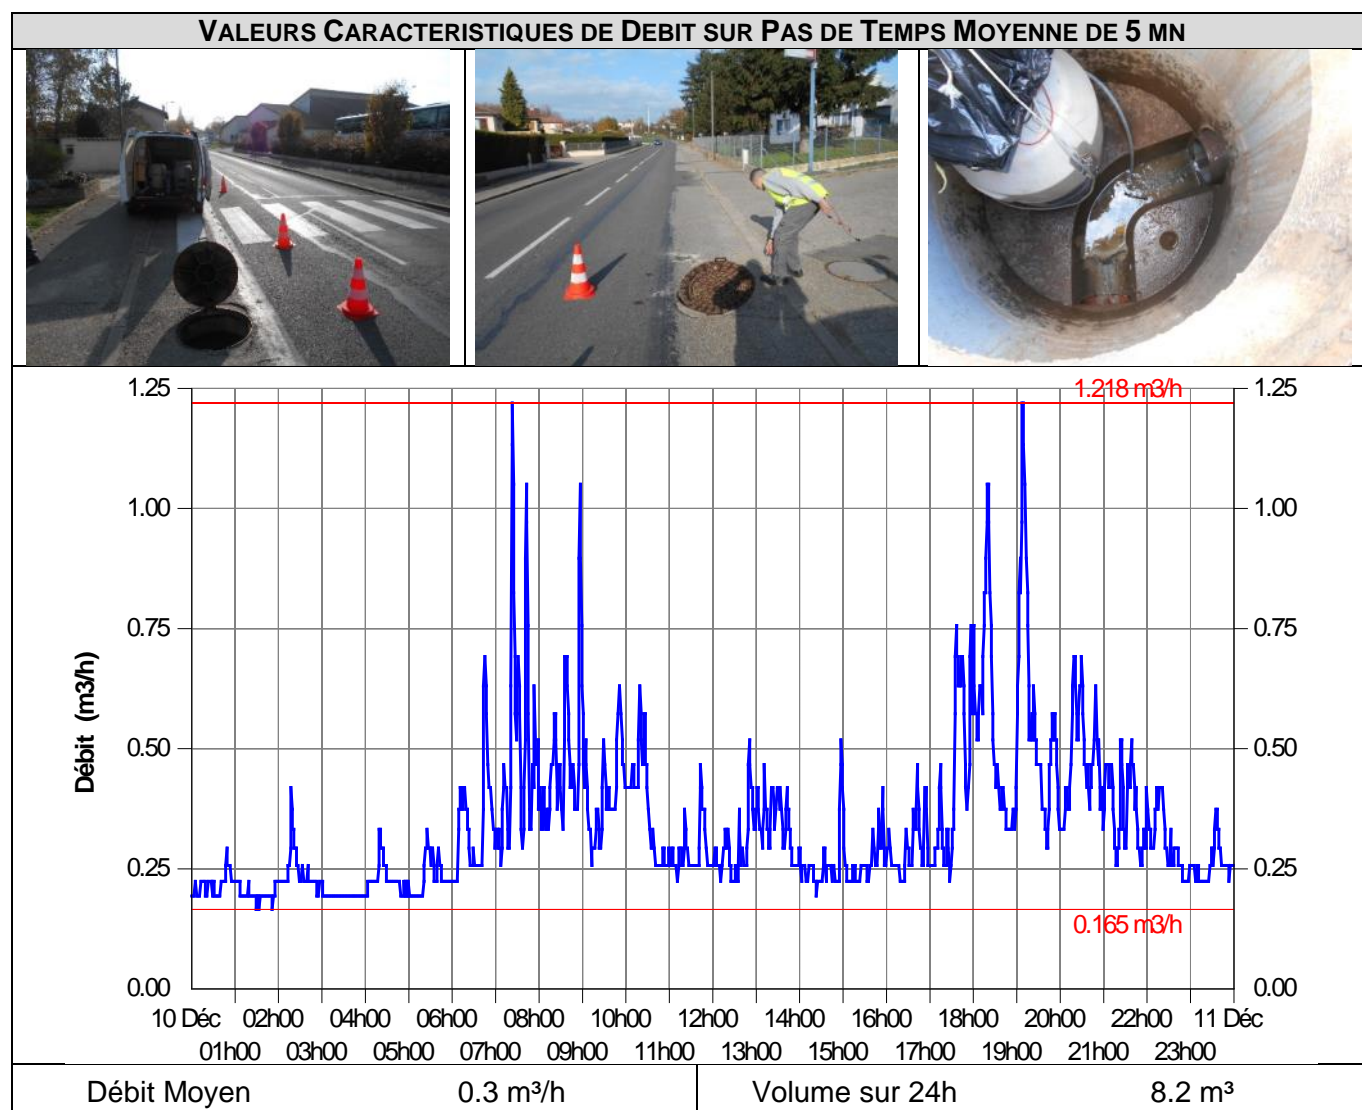 VALEURS CARACTERISTIQUES DE DEBIT SUR PAS DE TEMPS MOYENNE DE 5 MN
1.25
1.218 m3/h
1.25
1.00
1.00
0.75
0.75
Débit (m3/h)
0.50
0.50
0.25
0.25
0.165 m3/h
0.00
0.00
10 Déc 02h00 04h00 06h00 08h00 10h00 12h00 14h00 16h00 18h00 20h00 22h00 11 Déc
01h00 03h00 05h00 07h00 09h00 11h00 13h00 15h00 17h00 19h00 21h00 23h00
Débit Moyen 0.3 m³/h Volume sur 24h 8.2 m³